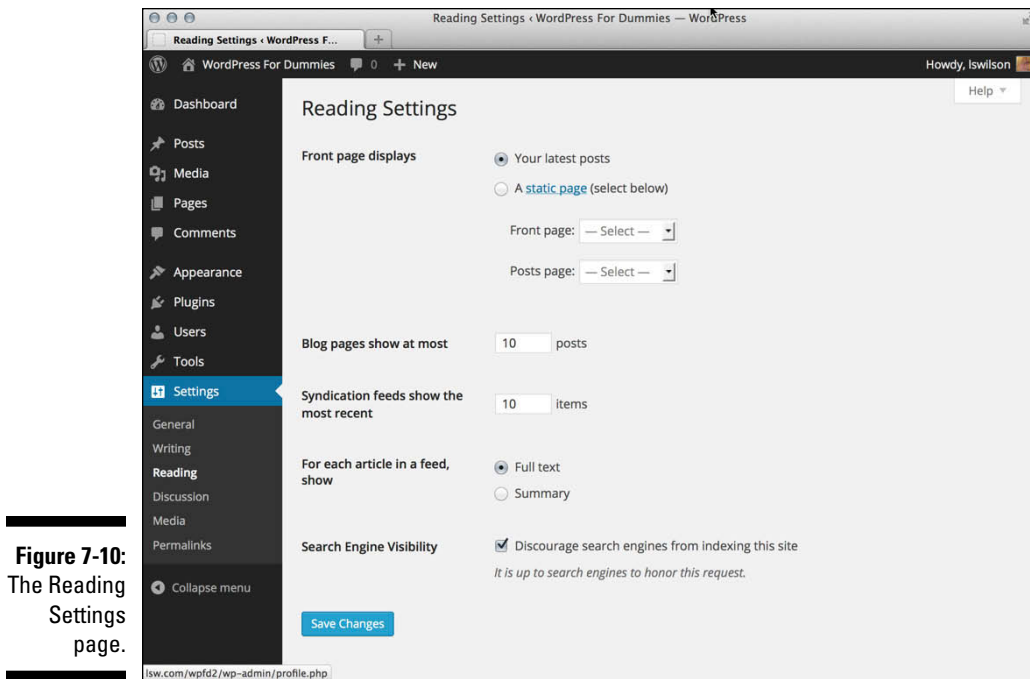 Reading Settings ‹ WordPress For Dummies — WordPress
Reading Settings ‹ WordPress F...
+
WordPress For Dummies 0 + New
Howdy, lswilson
Help
Dashboard
Posts
Media
Pages
Comments
Appearance
Plugins
Users
Tools
Settings
General
Writing
Reading
Discussion
Media
Permalinks
Collapse menu
Reading Settings
Front page displays
Your latest posts
A static page (select below)
Front page: — Select —
Posts page: — Select —
Blog pages show at most 10 posts
Syndication feeds show the
most recent
10 items
For each article in a feed,
show
Full text
Summary
Search Engine Visibility
Discourage search engines from indexing this site
It is up to search engines to honor this request.
Save Changes
lsw.com/wpfd2/wp-admin/profile.php
Figure 7-10:
The Reading
Settings
page.